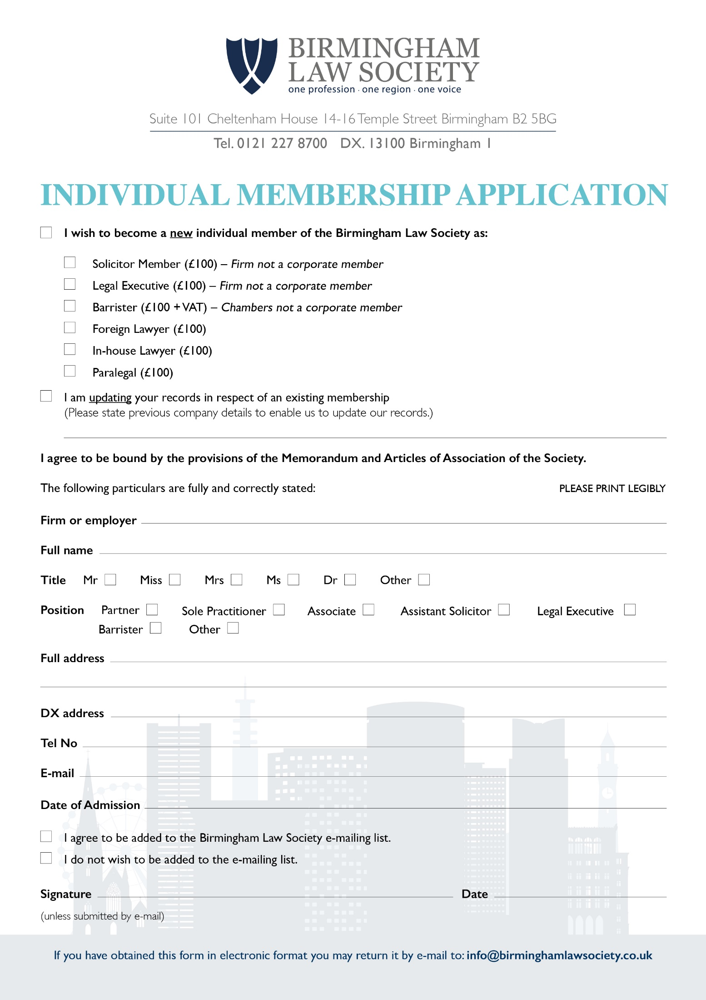 BIRMINGHAM
LAW SOCIETY
one profession · one region · one voice
Suite 101 Cheltenham House 14-16 Temple Street Birmingham B2 5BG
Tel. 0121 227 8700 DX. 13100 Birmingham 1
INDIVIDUAL MEMBERSHIP APPLICATION
I wish to become a new individual member of the Birmingham Law Society as:
Solicitor Member (£100) – Firm not a corporate member
Legal Executive (£100) – Firm not a corporate member
Barrister (£100 + VAT) – Chambers not a corporate member
Foreign Lawyer (£100)
In-house Lawyer (£100)
Paralegal (£100)
I am updating your records in respect of an existing membership
(Please state previous company details to enable us to update our records.)
I agree to be bound by the provisions of the Memorandum and Articles of Association of the Society.
The following particulars are fully and correctly stated: PLEASE PRINT LEGIBLY
Firm or employer
Full name
Title Mr Miss Mrs Ms Dr Other
Position Partner Sole Practitioner Associate Assistant Solicitor Legal Executive
Barrister Other
Full address
DX address
Tel No
E-mail
Date of Admission
I agree to be added to the Birmingham Law Society e-mailing list.
I do not wish to be added to the e-mailing list.
Signature Date
(unless submitted by e-mail)
If you have obtained this form in electronic format you may return it by e-mail to: info@birminghamlawsociety.co.uk